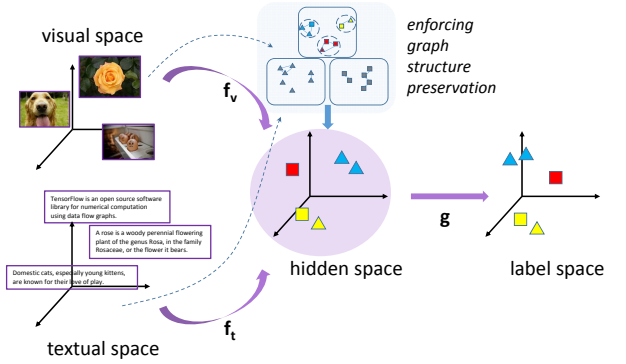 visual space
f_v
enforcing
graph
structure
preservation
TensorFlow is an open source software
library for numerical computation
using data flow graphs.
A rose is a woody perennial flowering
plant of the genus Rosa, in the family
Rosaceae, or the flower it bears.
Domestic cats, especially young kittens,
are known for their love of play.
textual space
f_t
hidden space
g
label space